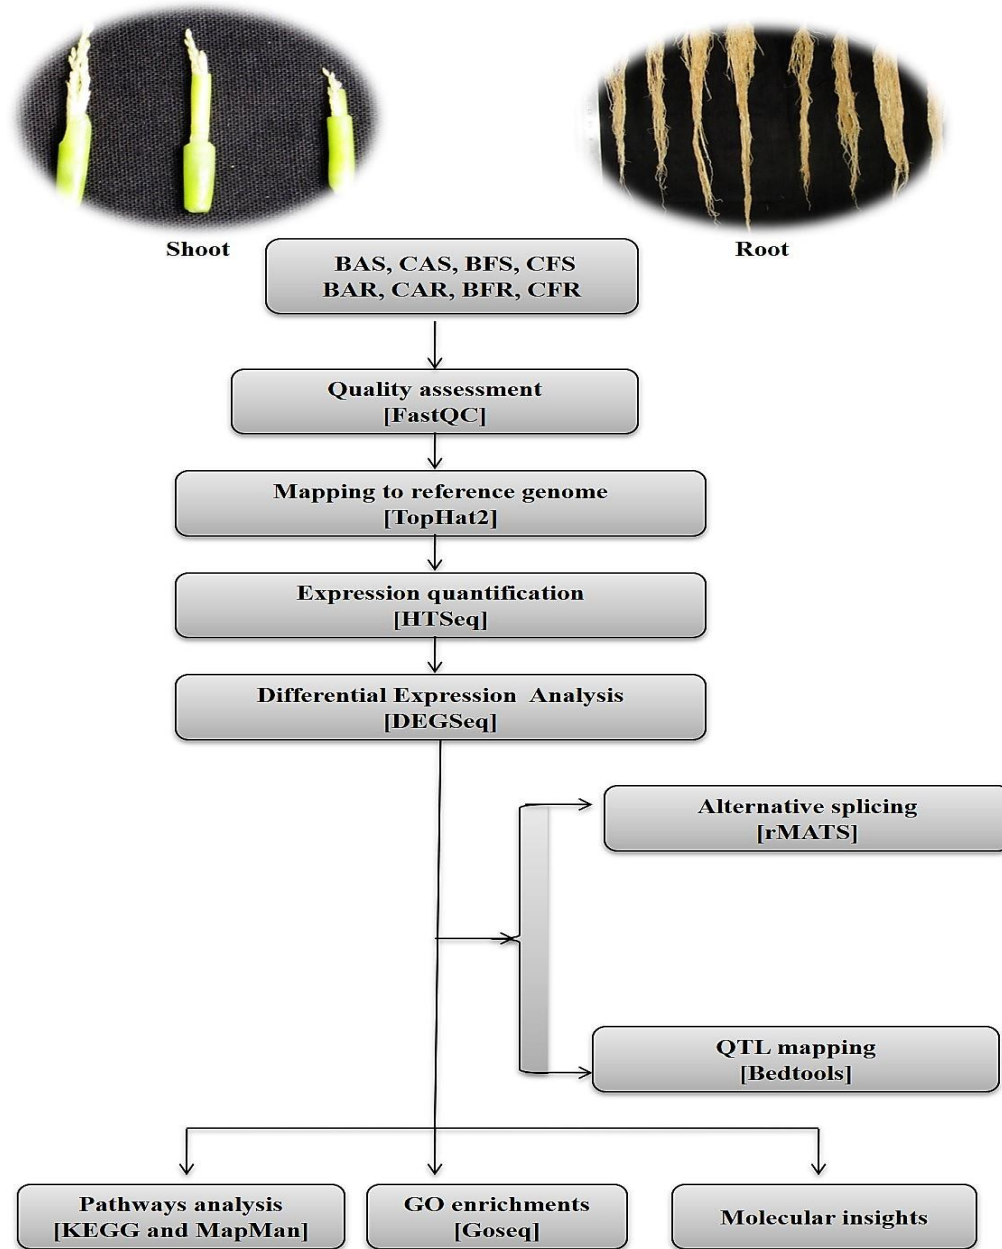 Shoot
Root
BAS, CAS, BFS, CFS
BAR, CAR, BFR, CFR
Quality assessment
[FastQC]
Mapping to reference genome
[TopHat2]
Expression quantification
[HTSeq]
Differential Expression Analysis
[DEGSeq]
Alternative splicing
[rMATS]
QTL mapping
[Bedtools]
Pathways analysis
[KEGG and MapMan]
GO enrichments
[Goseq]
Molecular insights